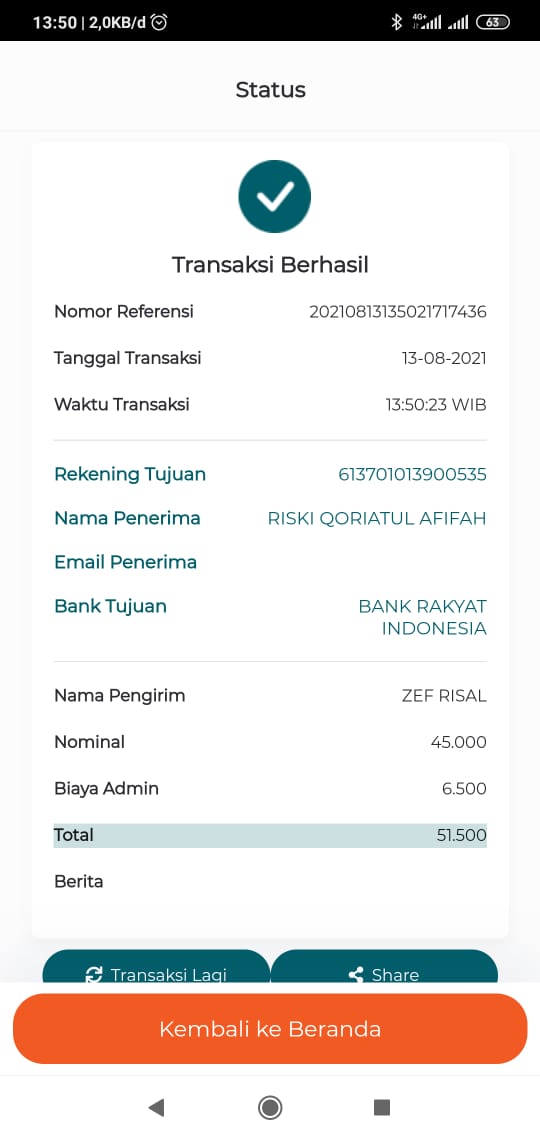 13:50 | 2,0KB/d
4G+
63
Status
Transaksi Berhasil
Nomor Referensi 20210813135021717436
Tanggal Transaksi 13-08-2021
Waktu Transaksi 13:50:23 WIB
Rekening Tujuan 613701013900535
Nama Penerima RISKI QORIATUL AFIFAH
Email Penerima
Bank Tujuan BANK RAKYAT
INDONESIA
Nama Pengirim ZEF RISAL
Nominal 45.000
Biaya Admin 6.500
Total 51.500
Berita
Transaksi Lagi Share
Kembali ke Beranda